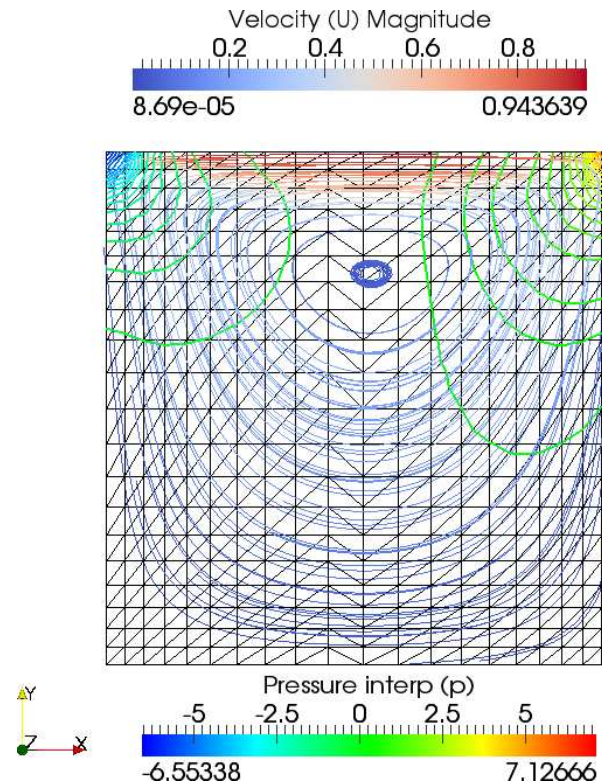 Velocity (U) Magnitude
0.2 0.4 0.6 0.8
8.69e-05 0.943639
Y
Z X
Pressure interp (p)
-5 -2.5 0 2.5 5
-6.55338 7.12666